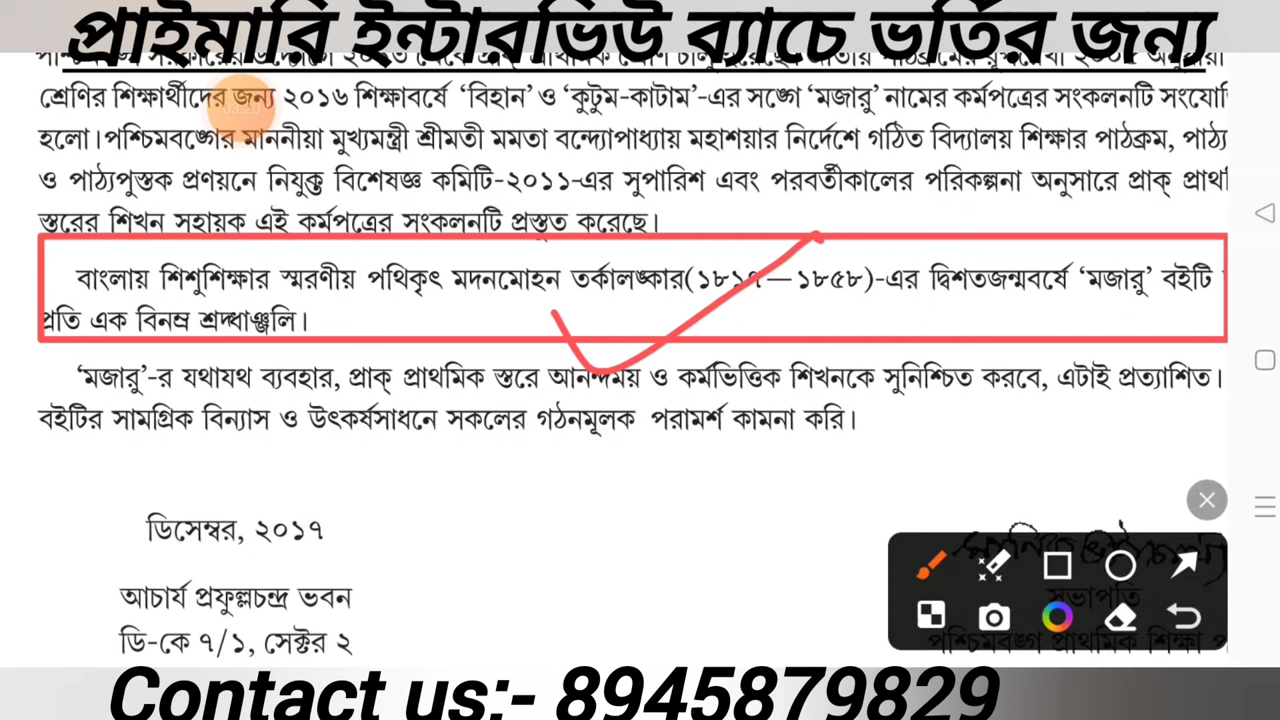 প্রাইমারি ইন্টারভিউ ব্যাচে ভর্তির জন্য
শ্রেণির শিক্ষার্থীদের জন্য ২০১৬ শিক্ষাবর্ষে ‘বিহান’ ও ‘কুটুম-কাটাম’-এর সঙ্গে ‘মজারু’ নামের কর্মপত্রের সংকলনটি
হলো। পশ্চিমবঙ্গের মাননীয়া মুখ্যমন্ত্রী শ্রীমতী মমতা বন্দ্যোপাধ্যায় মহাশয়ার নির্দেশে গঠিত বিদ্যালয় শিক্ষার পাঠক্রম,
ও পাঠ্যপুস্তক প্রণয়নে নিযুক্ত বিশেষজ্ঞ কমিটি-২০১১-এর সুপারিশ এবং পরবর্তীকালের পরিকল্পনা অনুসারে প্রাক্
স্তরের শিখন সহায়ক এই কর্মপত্রের সংকলনটি প্রস্তুত করেছে।
বাংলায় শিশুশিক্ষার স্মরণীয় পথিকৃৎ মদনমোহন তর্কালঙ্কার(১৮১৭—১৮৫৮)-এর দ্বিশতজন্মবর্ষে ‘মজারু’ বইটি
প্রতি এক বিনম্র শ্রদ্ধাঞ্জলি।
‘মজারু’-র যথাযথ ব্যবহার, প্রাক্ প্রাথমিক স্তরে আনন্দময় ও কর্মভিত্তিক শিখনকে সুনিশ্চিত করবে, এটাই প্রত্যাশিত।
বইটির সামগ্রিক বিন্যাস ও উৎকর্ষসাধনে সকলের গঠনমূলক পরামর্শ কামনা করি।
ডিসেম্বর, ২০১৭
আচার্য প্রফুল্লচন্দ্র ভবন
ডি-কে ৭/১, সেক্টর ২
সভাপতি
পশ্চিমবঙ্গ প্রাথমিক শিক্ষা
Contact us:- 8945879829